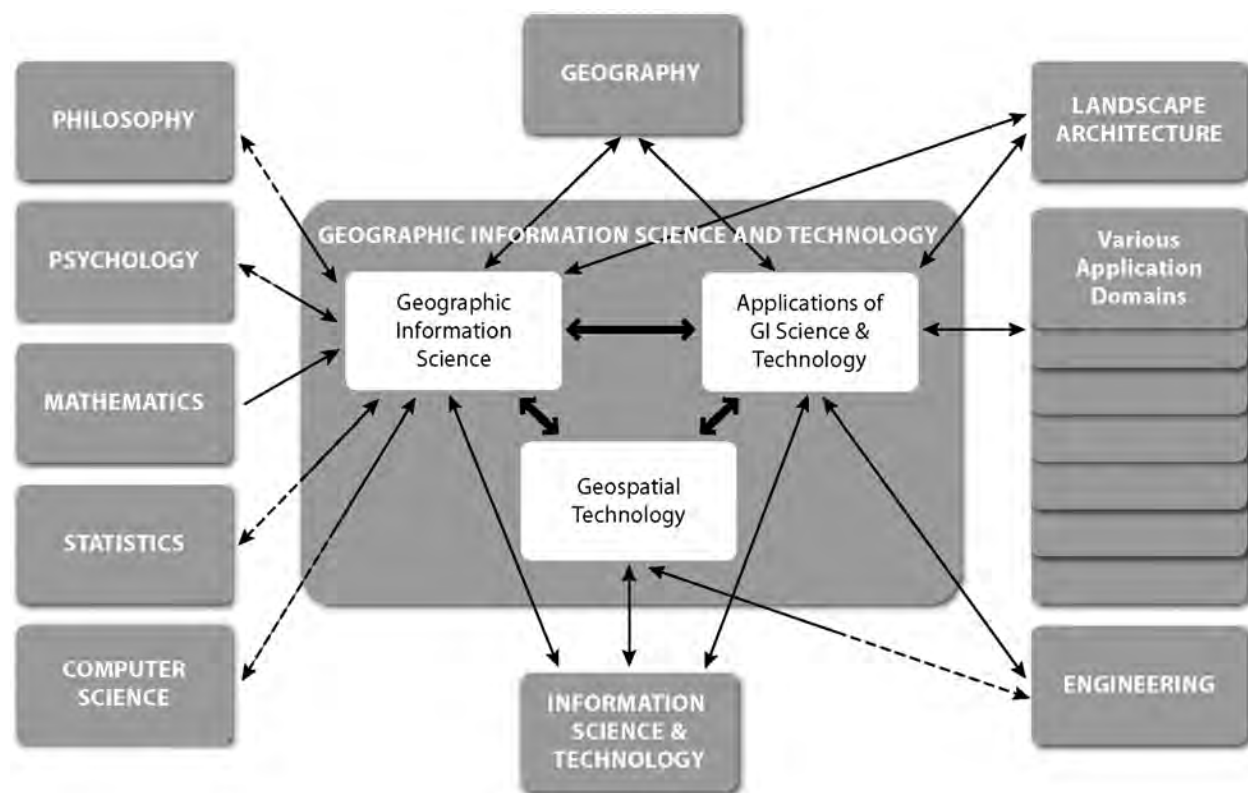 GEOGRAPHY
PHILOSOPHY
LANDSCAPE
ARCHITECTURE
PSYCHOLOGY
GEOGRAPHIC INFORMATION SCIENCE AND TECHNOLOGY
Various
Application
Domains
Geographic
Information
Science
Applications of
GI Science &
Technology
MATHEMATICS
Geospatial
Technology
STATISTICS
COMPUTER
SCIENCE
INFORMATION
SCIENCE &
TECHNOLOGY
ENGINEERING